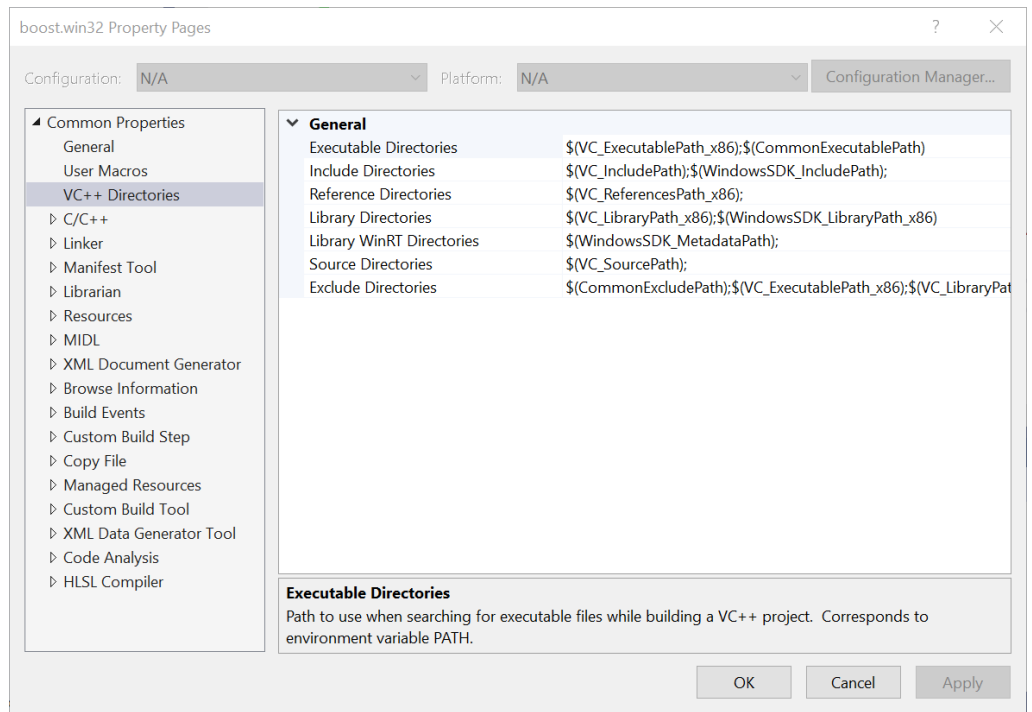 boost.win32 Property Pages
?
Configuration: N/A Platform: N/A Configuration Manager...
Common Properties
General
User Macros
VC++ Directories
C/C++
Linker
Manifest Tool
Librarian
Resources
MIDL
XML Document Generator
Browse Information
Build Events
Custom Build Step
Copy File
Managed Resources
Custom Build Tool
XML Data Generator Tool
Code Analysis
HLSL Compiler
General
Executable Directories $(VC_ExecutablePath_x86);$(CommonExecutablePath)
Include Directories $(VC_IncludePath);$(WindowsSDK_IncludePath);
Reference Directories $(VC_ReferencesPath_x86);
Library Directories $(VC_LibraryPath_x86);$(WindowsSDK_LibraryPath_x86)
Library WinRT Directories $(WindowsSDK_MetadataPath);
Source Directories $(VC_SourcePath);
Exclude Directories $(CommonExcludePath);$(VC_ExecutablePath_x86);$(VC_LibraryPat
Executable Directories
Path to use when searching for executable files while building a VC++ project.  Corresponds to
environment variable PATH.
OK Cancel Apply